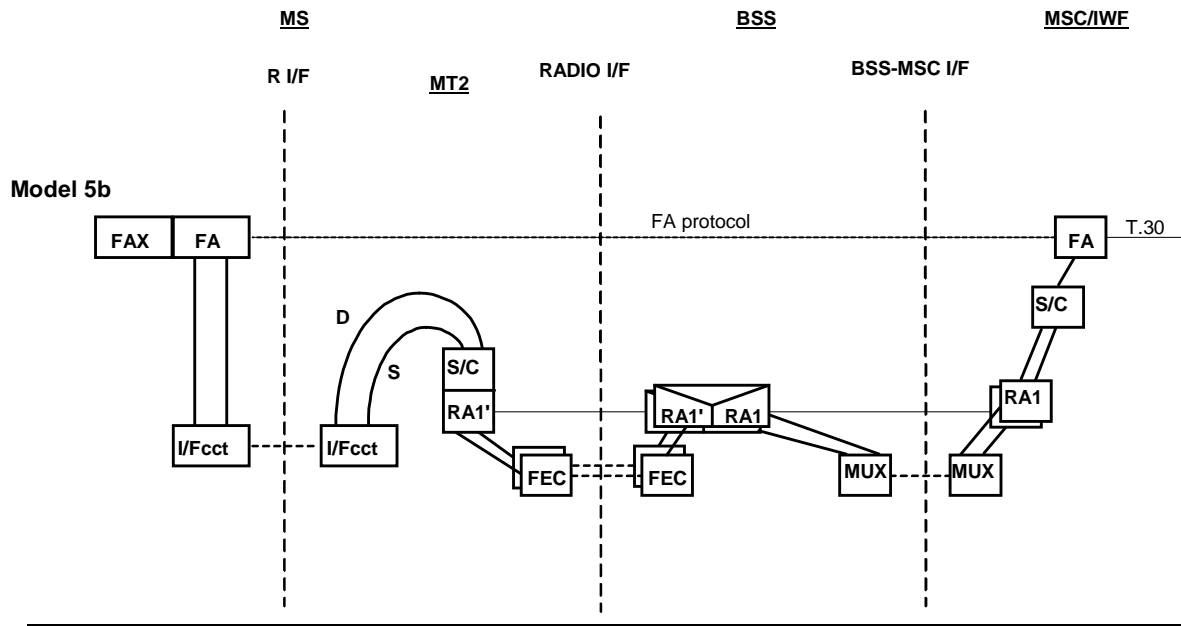 MS
BSS
MSC/IWF
R I/F
MT2
RADIO I/F
BSS-MSC I/F
Model 5b
FAX
FA
FA protocol
FA
T.30
D
S
S/C
S/C
RA1'
RA1'
RA1
RA1
I/Fcct
I/Fcct
FEC
FEC
MUX
MUX